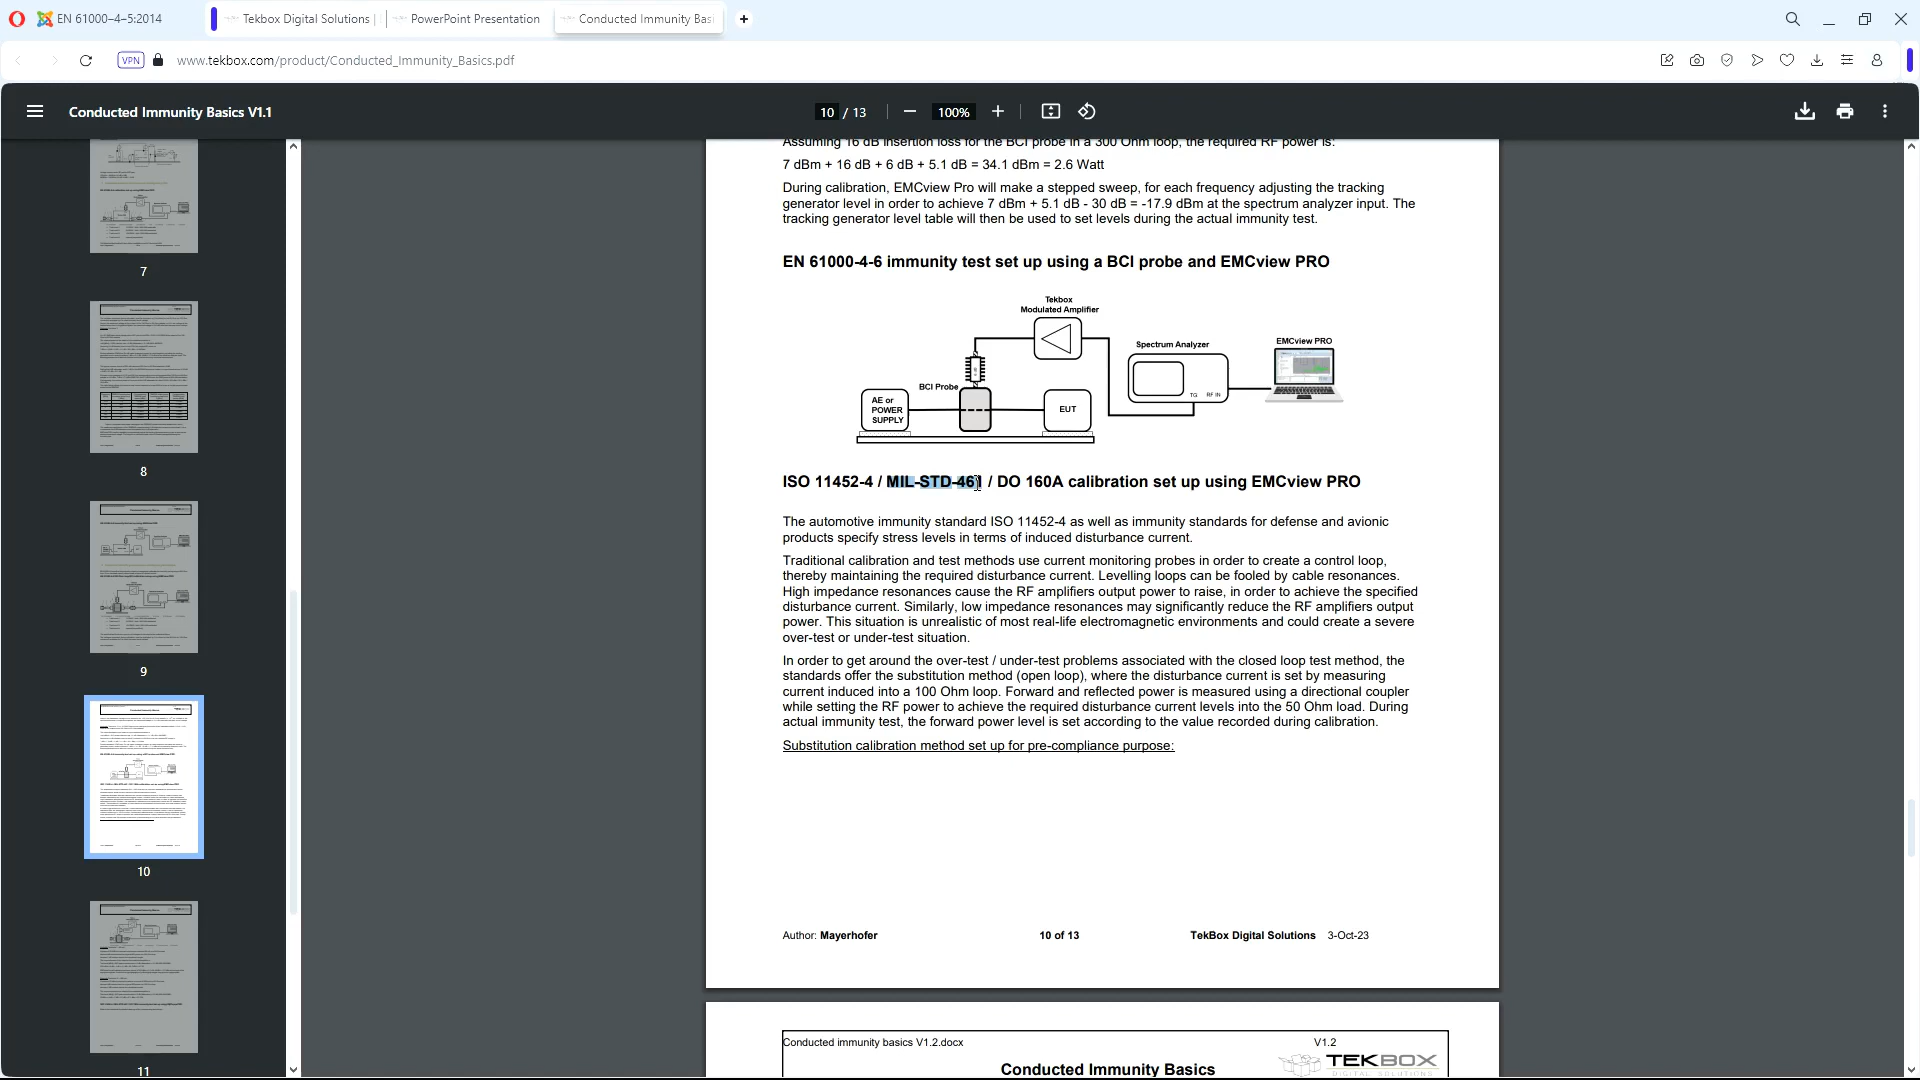 EN 61000-4-5:2014
Tekbox Digital Solutions |
PowerPoint Presentation
Conducted Immunity Bas
VPN
www.tekbox.com/product/Conducted_Immunity_Basics.pdf
Conducted Immunity Basics V1.1
10 / 13
100%
7
8
9
10
11
Assuming 16 dB insertion loss for the BCI probe in a 300 Ohm loop, the required RF power is:
7 dBm + 16 dB + 6 dB + 5.1 dB = 34.1 dBm = 2.6 Watt
During calibration, EMCview Pro will make a stepped sweep, for each frequency adjusting the tracking
generator level in order to achieve 7 dBm + 5.1 dB - 30 dB = -17.9 dBm at the spectrum analyzer input. The
tracking generator level table will then be used to set levels during the actual immunity test.
EN 61000-4-6 immunity test set up using a BCI probe and EMCview PRO
Tekbox
Modulated Amplifier
Spectrum Analyzer
EMCview PRO
BCI Probe
AE or
POWER
SUPPLY
EUT
TG RF IN
ISO 11452-4 / MIL-STD-461 / DO 160A calibration set up using EMCview PRO
The automotive immunity standard ISO 11452-4 as well as immunity standards for defense and avionic
products specify stress levels in terms of induced disturbance current.
Traditional calibration and test methods use current monitoring probes in order to create a control loop,
thereby maintaining the required disturbance current. Levelling loops can be fooled by cable resonances.
High impedance resonances cause the RF amplifiers output power to raise, in order to achieve the specified
disturbance current. Similarly, low impedance resonances may significantly reduce the RF amplifiers output
power. This situation is unrealistic of most real-life electromagnetic environments and could create a severe
over-test or under-test situation.
In order to get around the over-test / under-test problems associated with the closed loop test method, the
standards offer the substitution method (open loop), where the disturbance current is set by measuring
current induced into a 100 Ohm loop. Forward and reflected power is measured using a directional coupler
while setting the RF power to achieve the required disturbance current levels into the 50 Ohm load. During
actual immunity test, the forward power level is set according to the value recorded during calibration.
Substitution calibration method set up for pre-compliance purpose:
Author: Mayerhofer
10 of 13
TekBox Digital Solutions 3-Oct-23
Conducted immunity basics V1.2.docx
V1.2
Conducted Immunity Basics
TEKBOX
DIGITAL SOLUTIONS